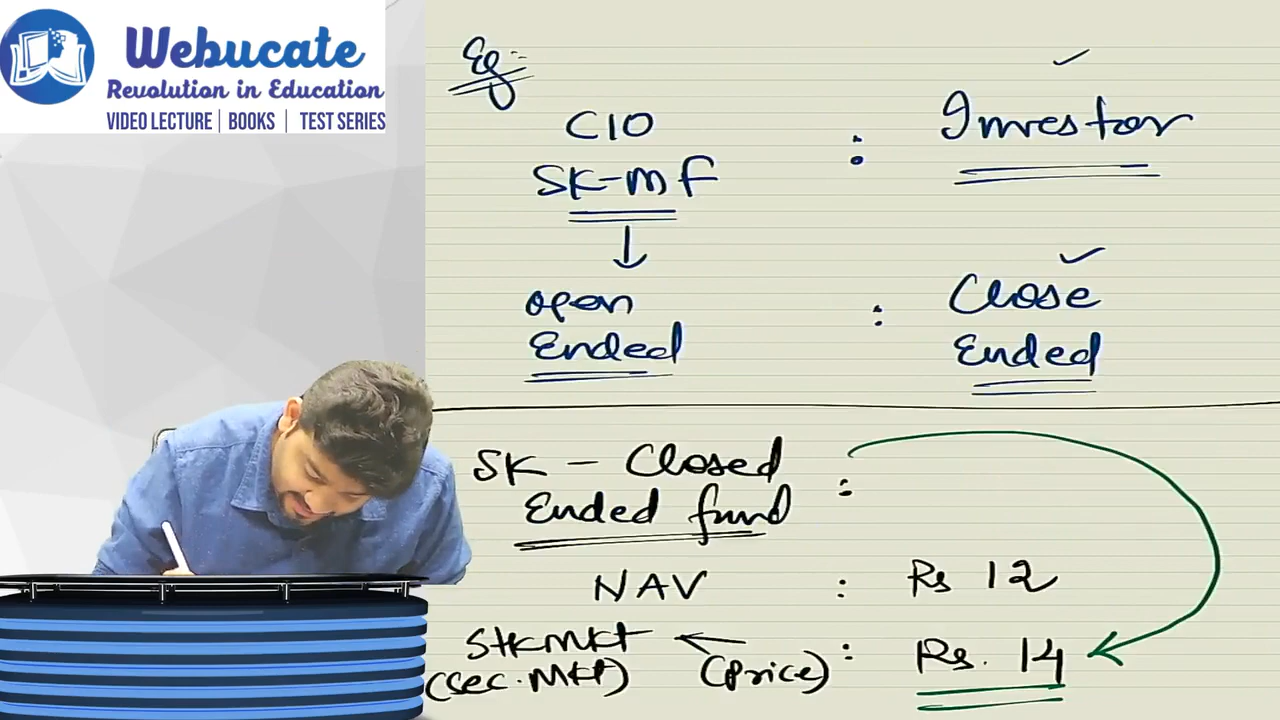 Webucate
Revolution in Education
VIDEO LECTURE | BOOKS | TEST SERIES
Eg:-
CIO : Investor
SK-MF
open : Close
Ended Ended
SK - Closed :
Ended fund
NAV : Rs 12
StkMkt : Rs. 14
(Sec. Mkt) (Price)